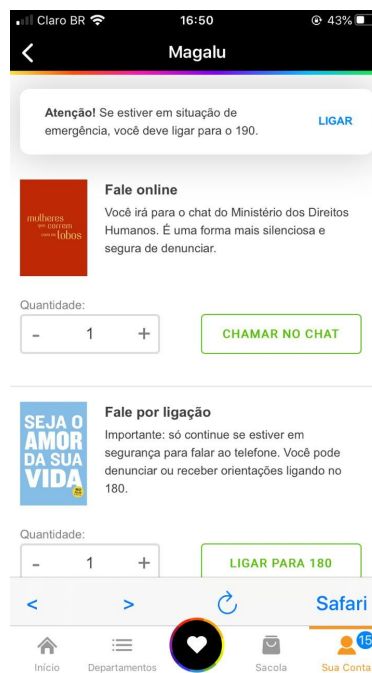 Claro BR
16:50
43%
Magalu
Atenção! Se estiver em situação de
emergência, você deve ligar para o 190.
LIGAR
mulheres
que correm
com os lobos
Fale online
Você irá para o chat do Ministério dos Direitos
Humanos. É uma forma mais silenciosa e
segura de denunciar.
Quantidade:
- 1 +
CHAMAR NO CHAT
SEJA O
AMOR
DA SUA
VIDA
Fale por ligação
Importante: só continue se estiver em
segurança para falar ao telefone. Você pode
denunciar ou receber orientações ligando no
180.
Quantidade:
- 1 +
LIGAR PARA 180
< > Safari
15
Início Departamentos Sacola Sua Conta